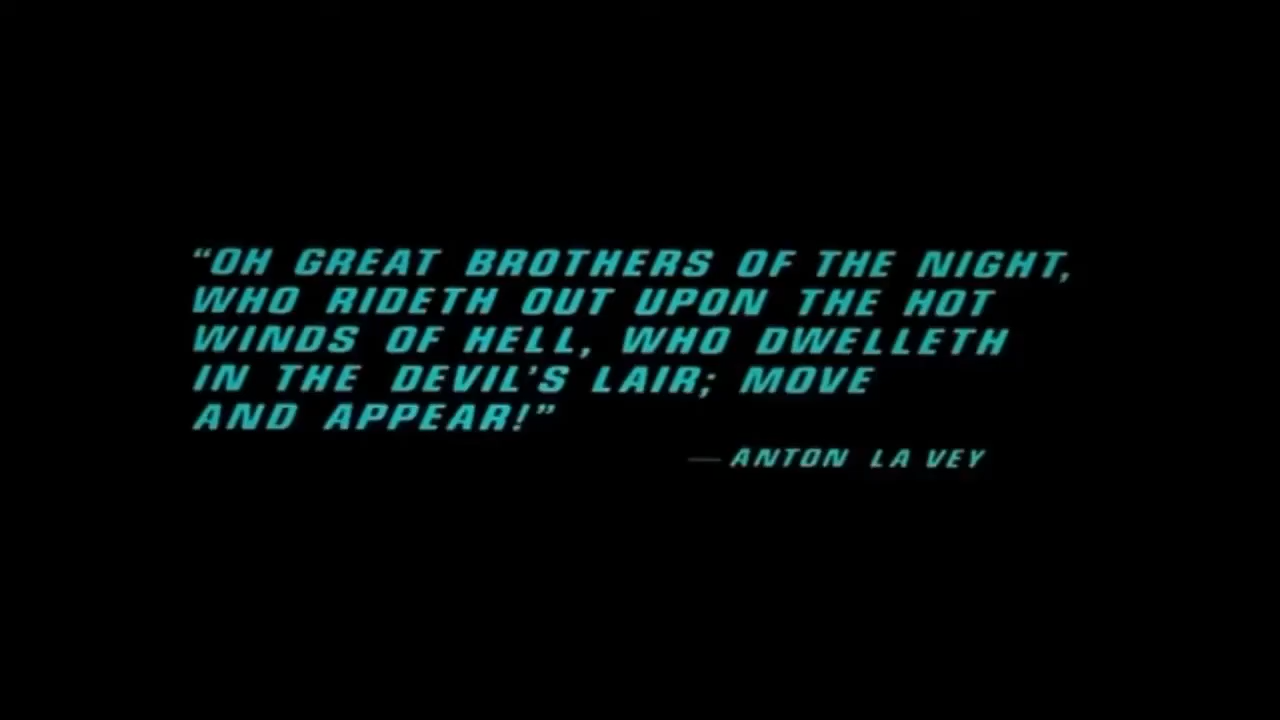 “OH GREAT BROTHERS OF THE NIGHT,
WHO RIDETH OUT UPON THE HOT
WINDS OF HELL, WHO DWELLETH
IN THE DEVIL'S LAIR; MOVE
AND APPEAR!”
— ANTON LA VEY